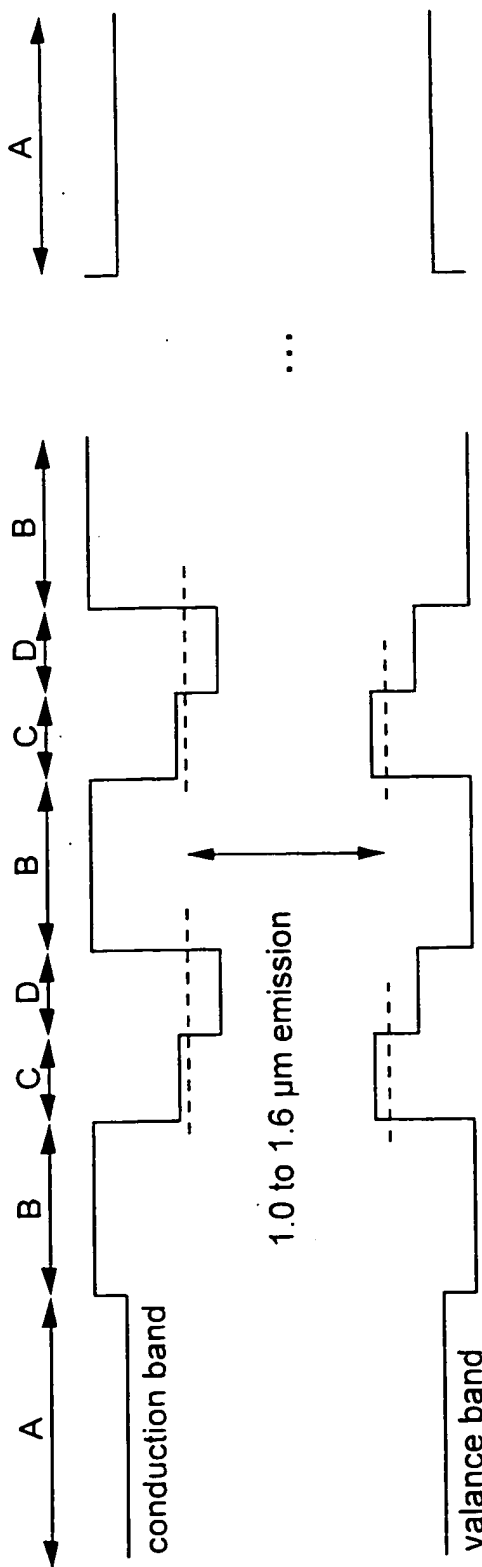 A B C D B C D B A
conduction band
1.0 to 1.6 µm emission
...
valance band